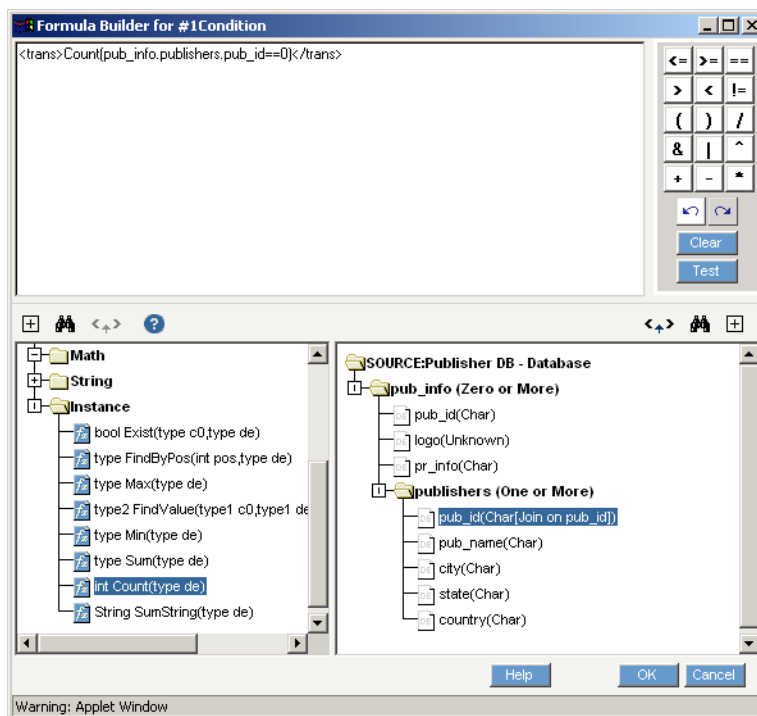 Formula Builder for #1Condition
<trans>Count(pub_info.publishers.pub_id==0)</trans>
<= >= ==
> < !=
( ) /
& | ^
+ - *
Clear
Test
Math
String
Instance
bool Exist(type c0,type de)
type FindByPos(int pos,type de)
type Max(type de)
type2 FindValue(type1 c0,type1 de
type Min(type de)
type Sum(type de)
int Count(type de)
String SumString(type de)
SOURCE:Publisher DB - Database
pub_info (Zero or More)
pub_id(Char)
logo(Unknown)
pr_info(Char)
publishers (One or More)
pub_id(Char[Join on pub_id])
pub_name(Char)
city(Char)
state(Char)
country(Char)
Help OK Cancel
Warning: Applet Window